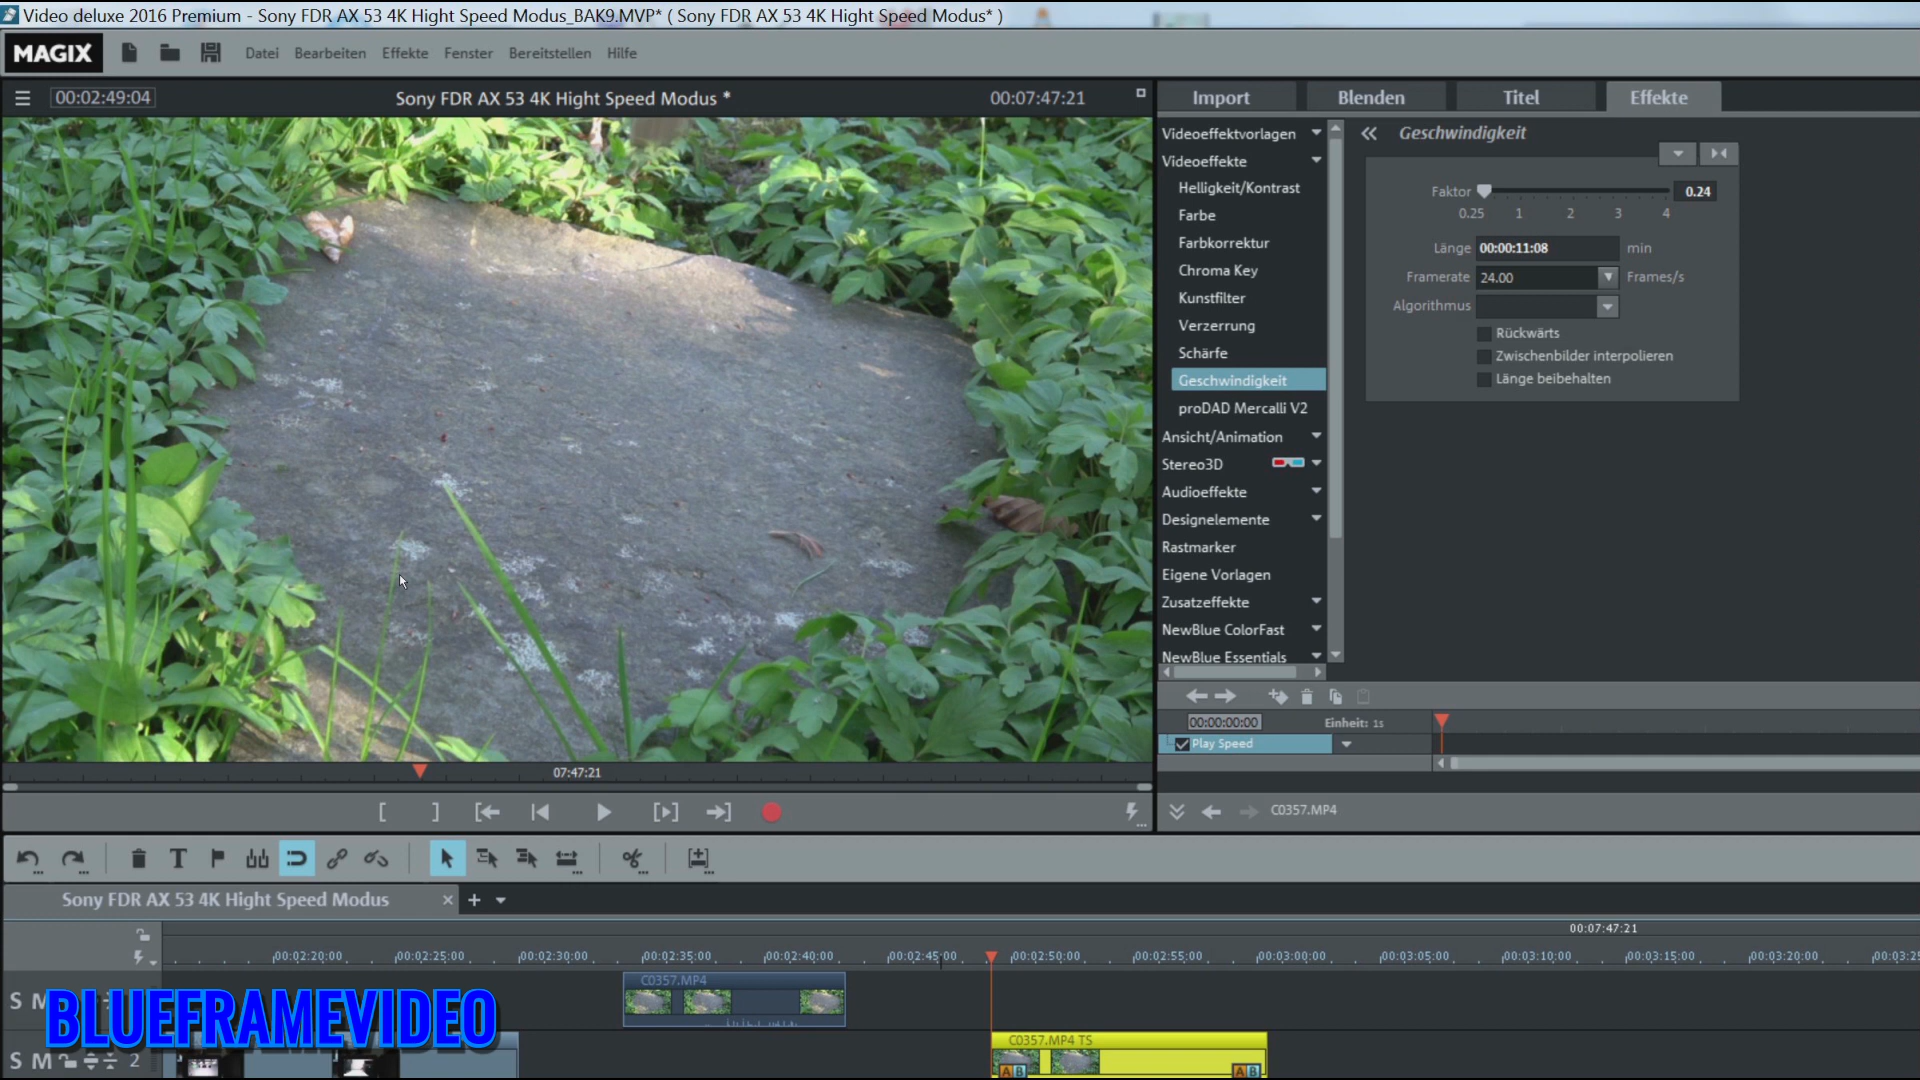 Video deluxe 2016 Premium - Sony FDR AX 53 4K Hight Speed Modus_BAK9.MVP* ( Sony FDR AX 53 4K Hight Speed Modus* )
MAGIX Datei Bearbeiten Effekte Fenster Bereitstellen Hilfe
00:02:49:04 Sony FDR AX 53 4K Hight Speed Modus * 00:07:47:21
Import Blenden Titel Effekte
Videoeffektvorlagen
Videoeffekte
Helligkeit/Kontrast
Farbe
Farbkorrektur
Chroma Key
Kunstfilter
Verzerrung
Schärfe
Geschwindigkeit
proDAD Mercalli V2
Ansicht/Animation
Stereo3D
Audioeffekte
Designelemente
Rastmarker
Eigene Vorlagen
Zusatzeffekte
NewBlue ColorFast
NewBlue Essentials
Geschwindigkeit
Faktor 0.24
0.25 1 2 3 4
Länge 00:00:11:08 min
Framerate 24.00 Frames/s
Algorithmus
Rückwärts
Zwischenbilder interpolieren
Länge beibehalten
00:00:00:00 Einheit: 1s
Play Speed
07:47:21
C0357.MP4
Sony FDR AX 53 4K Hight Speed Modus
00:07:47:21
00:02:20:00 00:02:25:00 00:02:30:00 00:02:35:00 00:02:40:00 00:02:45:00 00:02:50:00 00:02:55:00 00:03:00:00 00:03:05:00 00:03:10:00 00:03:15:00 00:03:20:00 00:03:25
C0357.MP4
S M
BLUEFRAMEVIDEO
C0357.MP4 TS
S M 2
A B A B